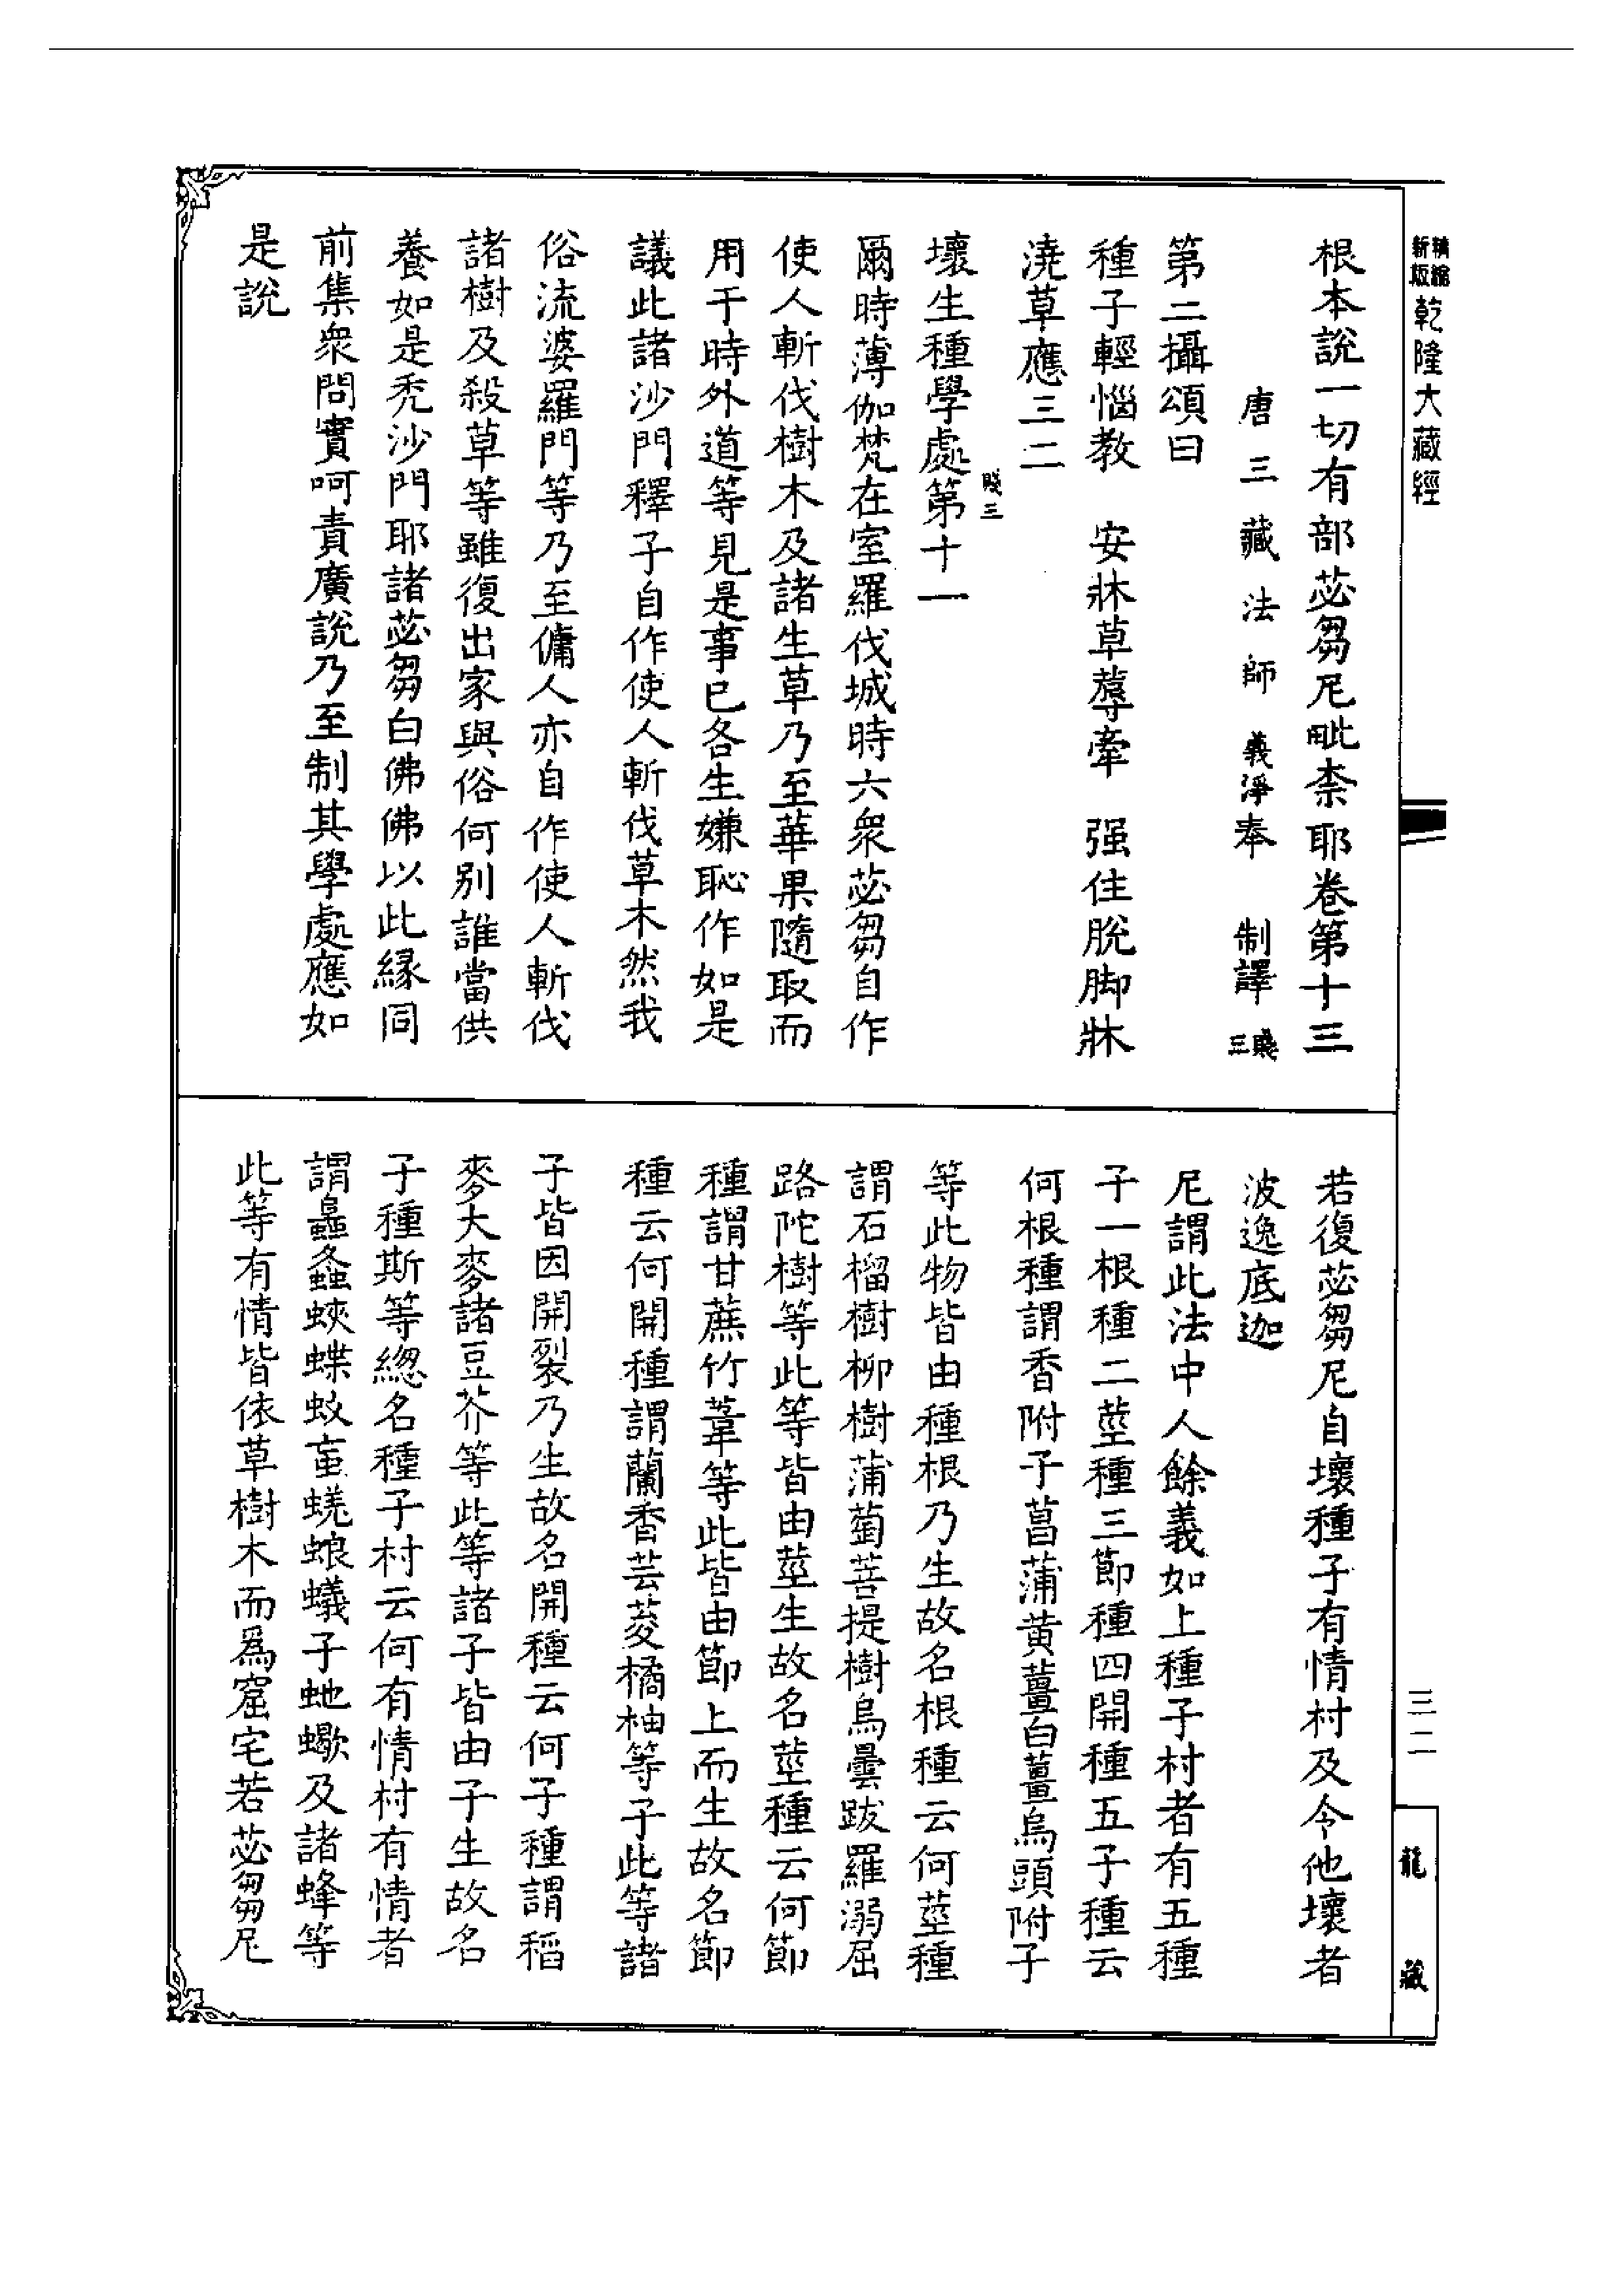 精縮新版乾隆大藏經
根本說一切有部苾芻尼毗柰耶卷第十三
唐三藏法師義淨奉 制譯 賤三
第二攝頌曰
種子輕惱教 安牀草蓐牽 强住脫脚牀
澆草應三二
壞生種學處第十一
賤三
爾時薄伽梵在室羅伐城時六衆苾芻自作
使人斬伐樹木及諸生草乃至華果隨取而
用于時外道等見是事已各生嫌恥作如是
議此諸沙門釋子自作使人斬伐草木然我
俗流婆羅門等乃至傭人亦自作使人斬伐
諸樹及殺草等雖復出家與俗何別誰當供
養如是禿沙門耶諸苾芻白佛佛以此緣同
前集衆問實呵責廣說乃至制其學處應如
是說
若復苾芻尼自壞種子有情村及令他壞者
波逸底迦
尼謂此法中人餘義如上種子村者有五種
子一根種二莖種三節種四開種五子種云
何根種謂香附子菖蒲黄薑白薑烏頭附子
等此物皆由種根乃生故名根種云何莖種
謂石榴樹柳樹蒲萄菩提樹烏曇跋羅溺屈
路陀樹等此等皆由莖生故名莖種云何節
種謂甘蔗竹葦等此皆由節上而生故名節
種云何開種謂蘭香芸荾橘柚等子此等諸
子皆因開裂乃生故名開種云何子種謂稻
麥大麥諸豆芥等此等諸子皆由子生故名
子種斯等緫名種子村云何有情村有情者
謂蟲螽蛺蝶蚊䖟蜣蜋蟻子虵蠍及諸蜂等
此等有情皆依草樹木而爲窟宅若苾芻尼
三二
龍藏